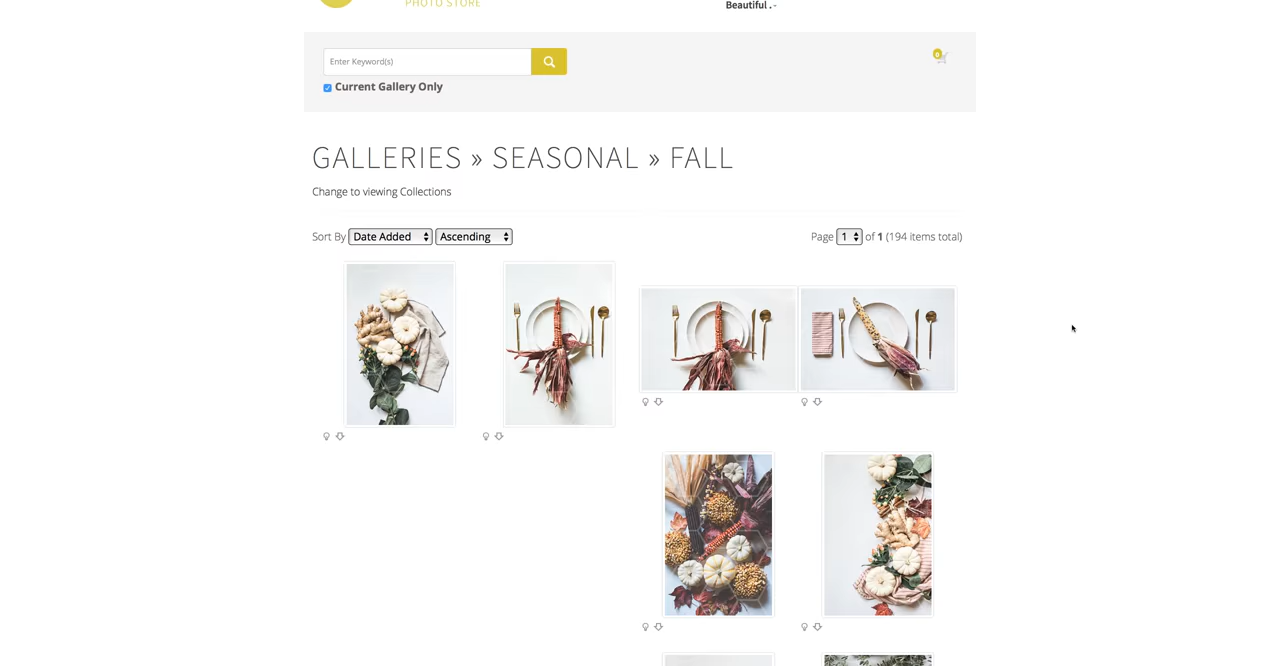 PHOTO STORE
Beautiful . -
Enter Keyword(s)
0
Current Gallery Only
GALLERIES » SEASONAL » FALL
Change to viewing Collections
Sort By Date Added Ascending
Page 1 of 1 (194 items total)